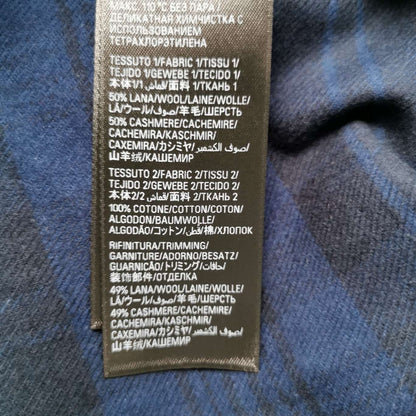 МАКС. 110 °C БЕЗ ПАРА /
ДЕЛИКАТНАЯ ХИМЧИСТКА С
ИСПОЛЬЗОВАНИЕМ
ТЕТРАХЛОРЭТИЛЕНА
TESSUTO 1/FABRIC 1/TISSU 1/
TEJIDO 1/GEWEBE 1/TECIDO 1/
本体1/1 قماش/面料 1/ТКАНЬ 1
50% LANA/WOOL/LAINE/WOLLE/
LÃ/ウール/صوف/羊毛/ШЕРСТЬ
50% CASHMERE/CACHEMIRE/
CACHEMIRA/KASCHMIR/
CAXEMIRA/カシミヤ/صوف الكشمير/
山羊绒/КАШЕМИР
TESSUTO 2/FABRIC 2/TISSU 2/
TEJIDO 2/GEWEBE 2/TECIDO 2/
本体2/2 قماش/面料 2/ТКАНЬ 2
100% COTONE/COTTON/COTON/
ALGODON/BAUMWOLLE/
ALGODÃO/コットン/قطن/棉/ХЛОПОК
RIFINITURA/TRIMMING/
GARNITURE/ADORNO/BESATZ/
GUARNICÃO/トリミング/حافات/
装饰部件/ОТДЕЛКА
49% LANA/WOOL/LAINE/WOLLE/
LÃ/ウール/صوف/羊毛/ШЕРСТЬ
49% CASHMERE/CACHEMIRE/
CACHEMIRA/KASCHMIR/
CAXEMIRA/カシミヤ/صوف الكشمير/
山羊绒/КАШЕМИР